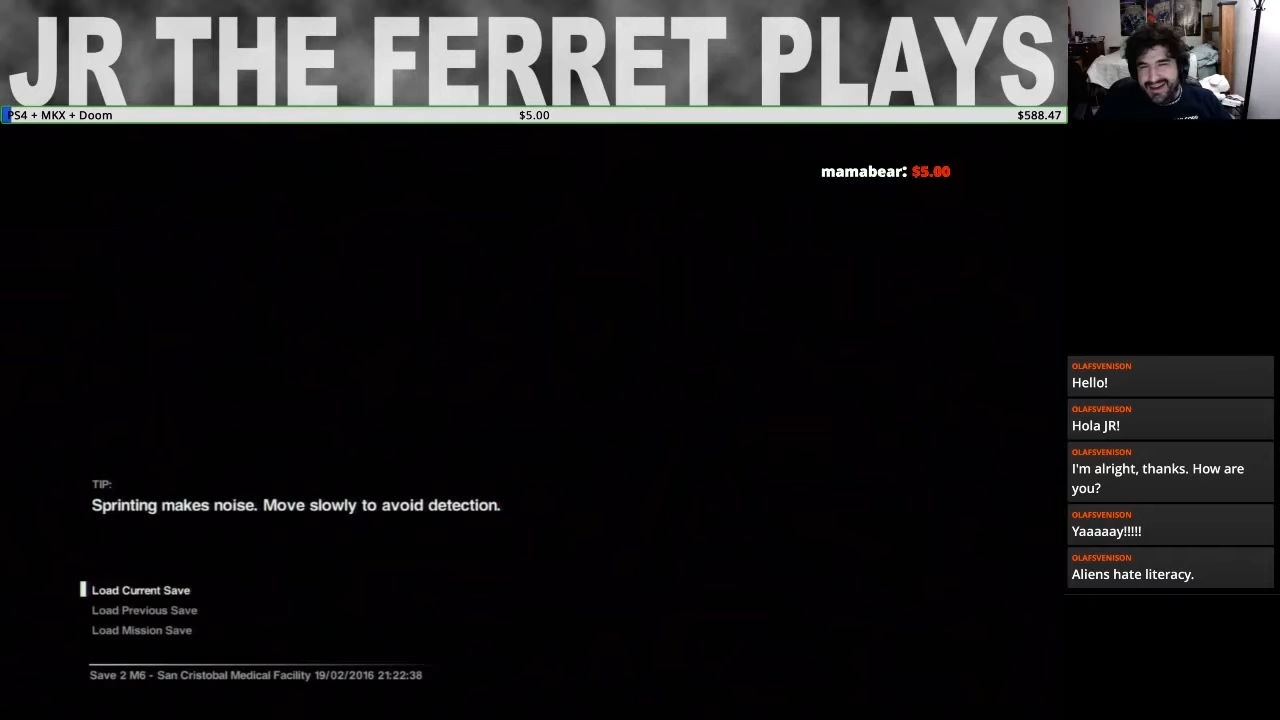 JR THE FERRET PLAYS
PS4 + MKX + Doom $5.00 $588.47
mamabear: $5.00
OLAFSVENISON
Hello!
OLAFSVENISON
Hola JR!
OLAFSVENISON
I'm alright, thanks. How are
you?
OLAFSVENISON
Yaaaaay!!!!!
OLAFSVENISON
Aliens hate literacy.
TIP:
Sprinting makes noise. Move slowly to avoid detection.
Load Current Save
Load Previous Save
Load Mission Save
Save 2 M6 - San Cristobal Medical Facility 19/02/2016 21:22:38